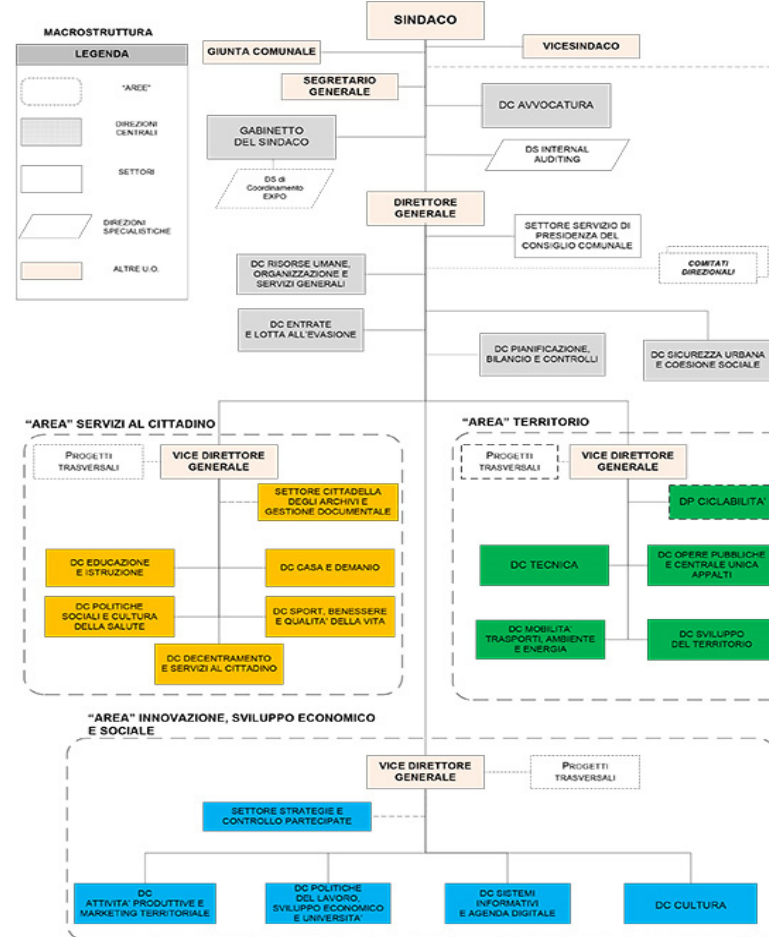 SINDACO
MACROSTRUTTURA
LEGENDA
"AREE"
DIREZIONI
CENTRALI
SETTORI
DIREZIONI
SPECIALISTICHE
ALTRE U.O.
GIUNTA COMUNALE
VICESINDACO
SEGRETARIO
GENERALE
DC AVVOCATURA
GABINETTO
DEL SINDACO
DS INTERNAL
AUDITING
DS di
Coordinamento
EXPO
DIRETTORE
GENERALE
SETTORE SERVIZIO DI
PRESIDENZA DEL
CONSIGLIO COMUNALE
DC RISORSE UMANE,
ORGANIZZAZIONE E
SERVIZI GENERALI
COMITATI
DIREZIONALI
DC ENTRATE
E LOTTA ALL'EVASIONE
DC PIANIFICAZIONE,
BILANCIO E CONTROLLI
DC SICUREZZA URBANA
E COESIONE SOCIALE
"AREA" SERVIZI AL CITTADINO
PROGETTI
TRASVERSALI
VICE DIRETTORE
GENERALE
SETTORE CITTADELLA
DEGLI ARCHIVI E
GESTIONE DOCUMENTALE
DC EDUCAZIONE
E ISTRUZIONE
DC CASA E DEMANIO
DC POLITICHE
SOCIALI E CULTURA
DELLA SALUTE
DC SPORT, BENESSERE
E QUALITA' DELLA VITA
DC DECENTRAMENTO
E SERVIZI AL CITTADINO
"AREA" TERRITORIO
PROGETTI
TRASVERSALI
VICE DIRETTORE
GENERALE
DP CICLABILITA'
DC TECNICA
DC OPERE PUBBLICHE
E CENTRALE UNICA
APPALTI
DC MOBILITA'
TRASPORTI, AMBIENTE
E ENERGIA
DC SVILUPPO
DEL TERRITORIO
"AREA" INNOVAZIONE, SVILUPPO ECONOMICO
E SOCIALE
VICE DIRETTORE
GENERALE
PROGETTI
TRASVERSALI
SETTORE STRATEGIE E
CONTROLLO PARTECIPATE
DC
ATTIVITA' PRODUTTIVE E
MARKETING TERRITORIALE
DC POLITICHE
DEL LAVORO,
SVILUPPO ECONOMICO
E UNIVERSITA'
DC SISTEMI
INFORMATIVI
E AGENDA DIGITALE
DC CULTURA